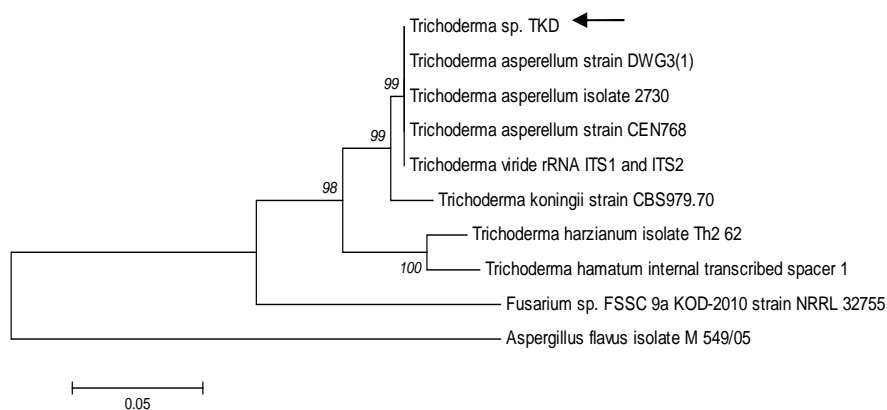 Trichoderma sp. TKD
Trichoderma asperellum strain DWG3(1)
99
Trichoderma asperellum isolate 2730
Trichoderma asperellum strain CEN768
99
Trichoderma viride rRNA ITS1 and ITS2
98
Trichoderma koningii strain CBS979.70
Trichoderma harzianum isolate Th2 62
100
Trichoderma hamatum internal transcribed spacer 1
Fusarium sp. FSSC 9a KOD-2010 strain NRRL 32755
Aspergillus flavus isolate M 549/05
0.05